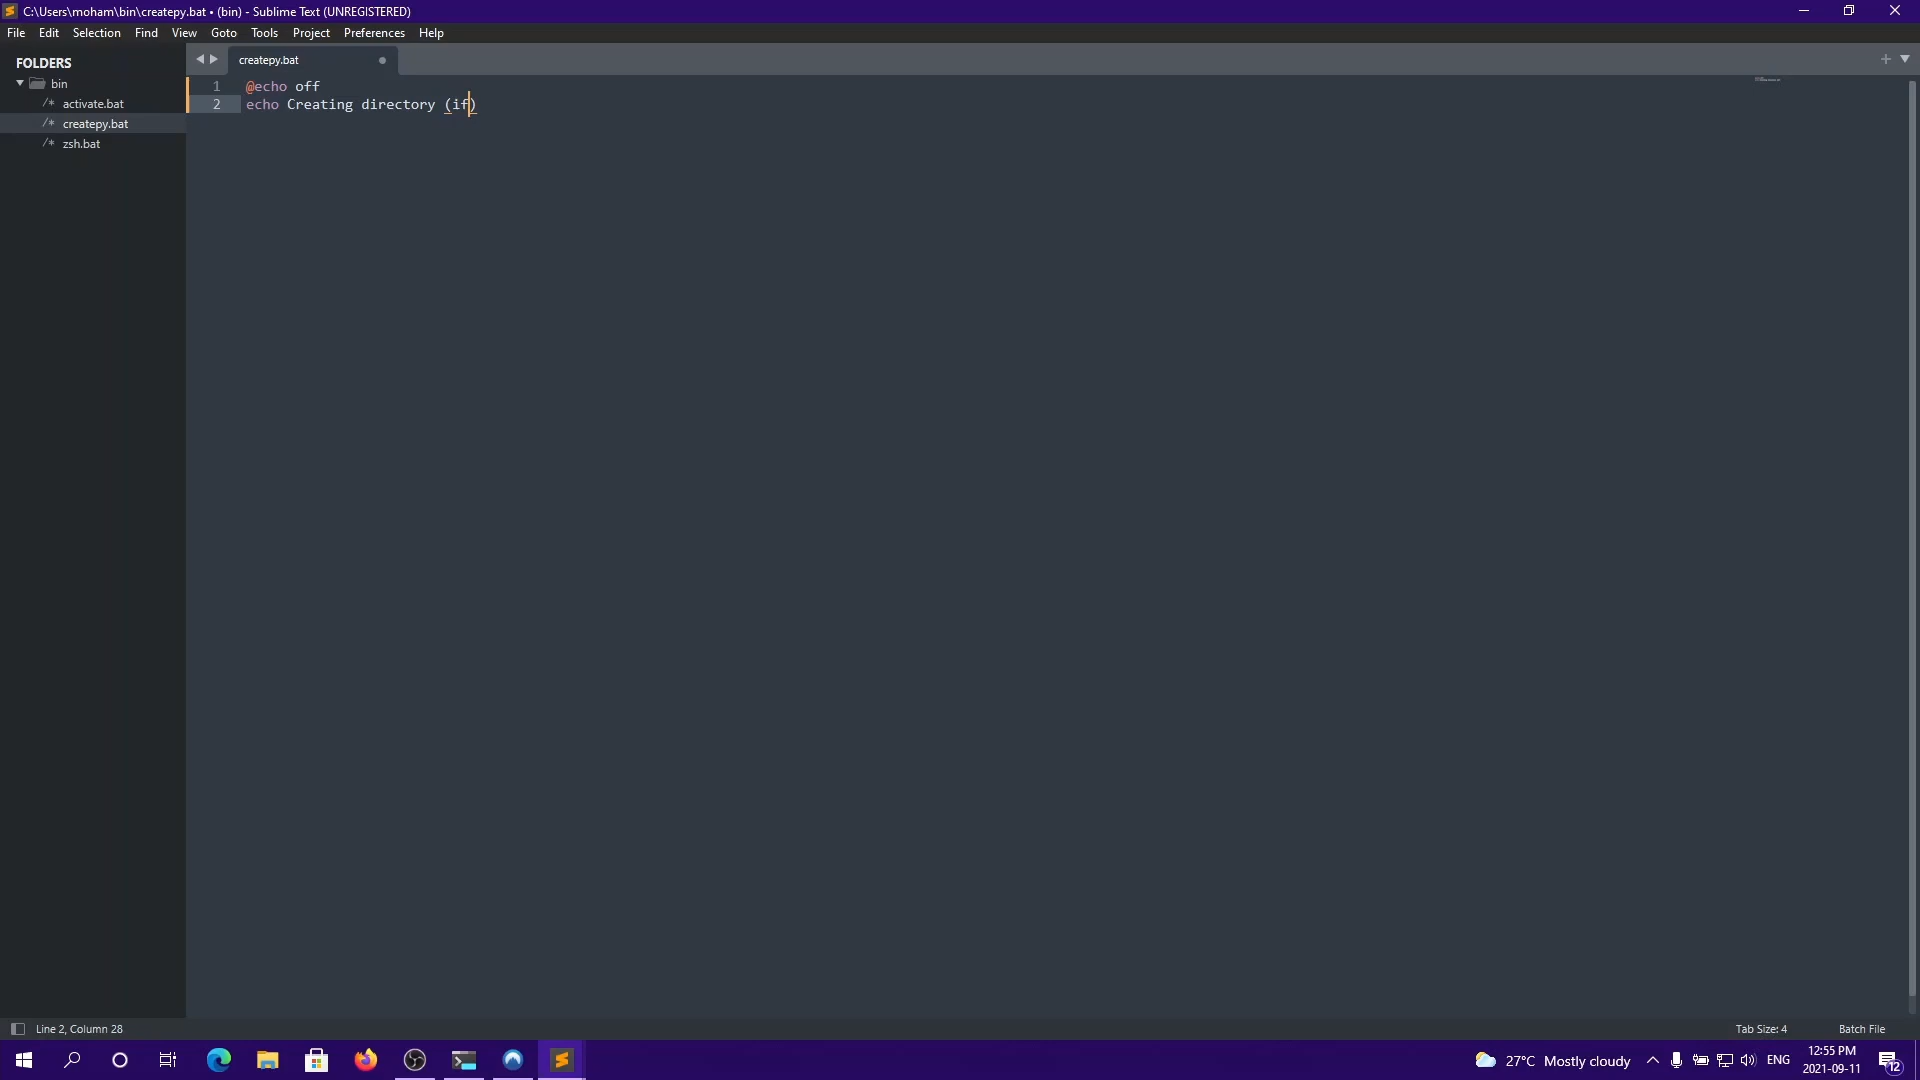 C:\Users\moham\bin\createpy.bat • (bin) - Sublime Text (UNREGISTERED)
File Edit Selection Find View Goto Tools Project Preferences Help
FOLDERS
bin
/* activate.bat
/* createpy.bat
/* zsh.bat
createpy.bat
1 @echo off
2 echo Creating directory (if)
Line 2, Column 28
Tab Size: 4
Batch File
27°C Mostly cloudy
ENG
12:55 PM
2021-09-11
12